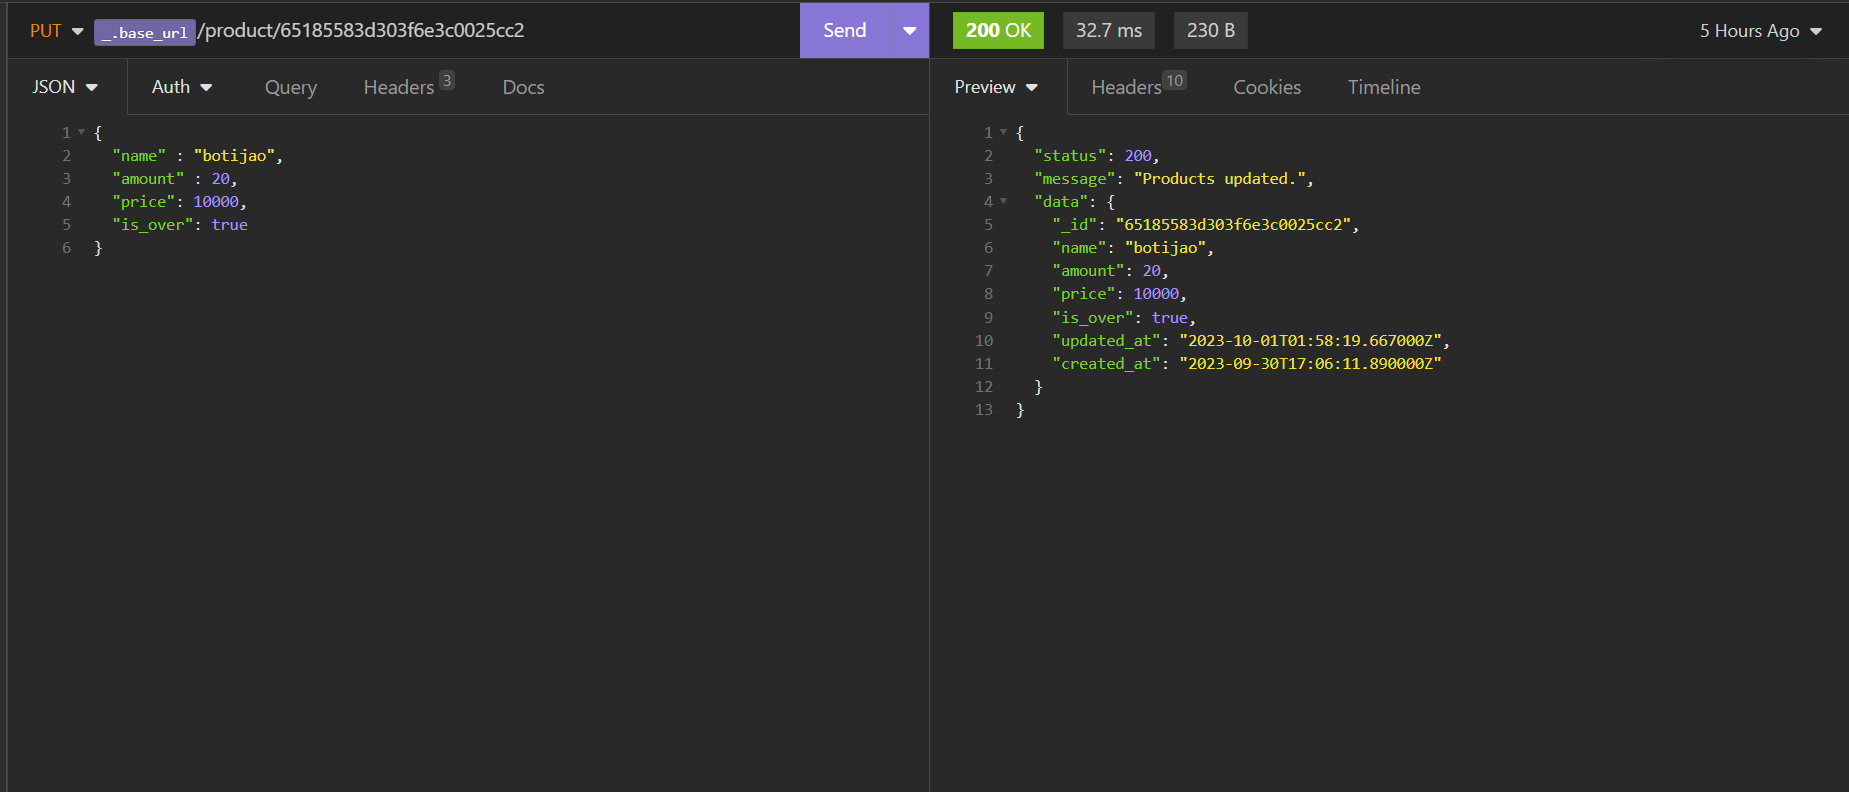 PUT _.base_url/product/65185583d303f6e3c0025cc2 Send 200 OK 32.7 ms 230 B 5 Hours Ago
JSON Auth Query Headers 3 Docs
1 {
2 "name" : "botijao",
3 "amount" : 20,
4 "price": 10000,
5 "is_over": true
6 }
Preview Headers 10 Cookies Timeline
1 {
2 "status": 200,
3 "message": "Products updated.",
4 "data": {
5 "_id": "65185583d303f6e3c0025cc2",
6 "name": "botijao",
7 "amount": 20,
8 "price": 10000,
9 "is_over": true,
10 "updated_at": "2023-10-01T01:58:19.667000Z",
11 "created_at": "2023-09-30T17:06:11.890000Z"
12 }
13 }